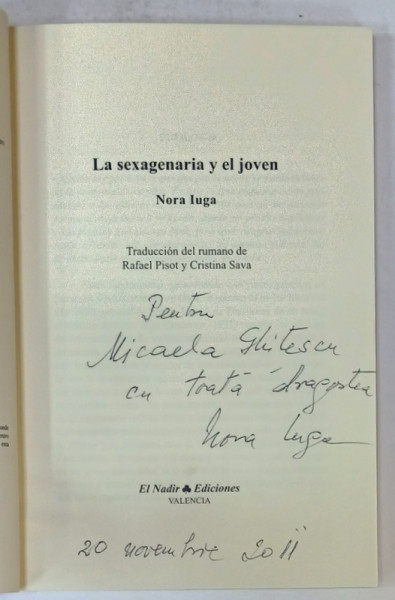 La sexagenaria y el joven
Nora Iuga
Traducción del rumano de
Rafael Pisot y Cristina Sava
Pentru
Micaela Ghițescu
cu toată dragostea
Nora Iuga
El Nadir ♣ Ediciones
VALENCIA
20 noiembrie 2011